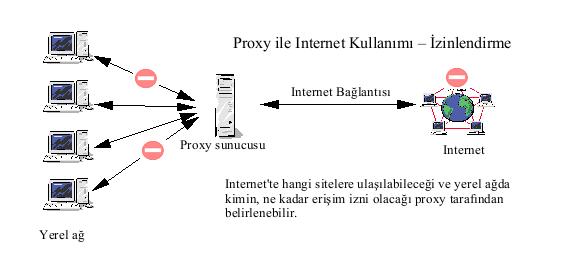 Proxy ile Internet Kullanımı – İzinlendirme
Internet Bağlantısı
Proxy sunucusu
Internet
Internet'te hangi sitelere ulaşılabileceği ve yerel ağda
kimin, ne kadar erişim izni olacağı proxy tarafından
belirlenebilir.
Yerel ağ